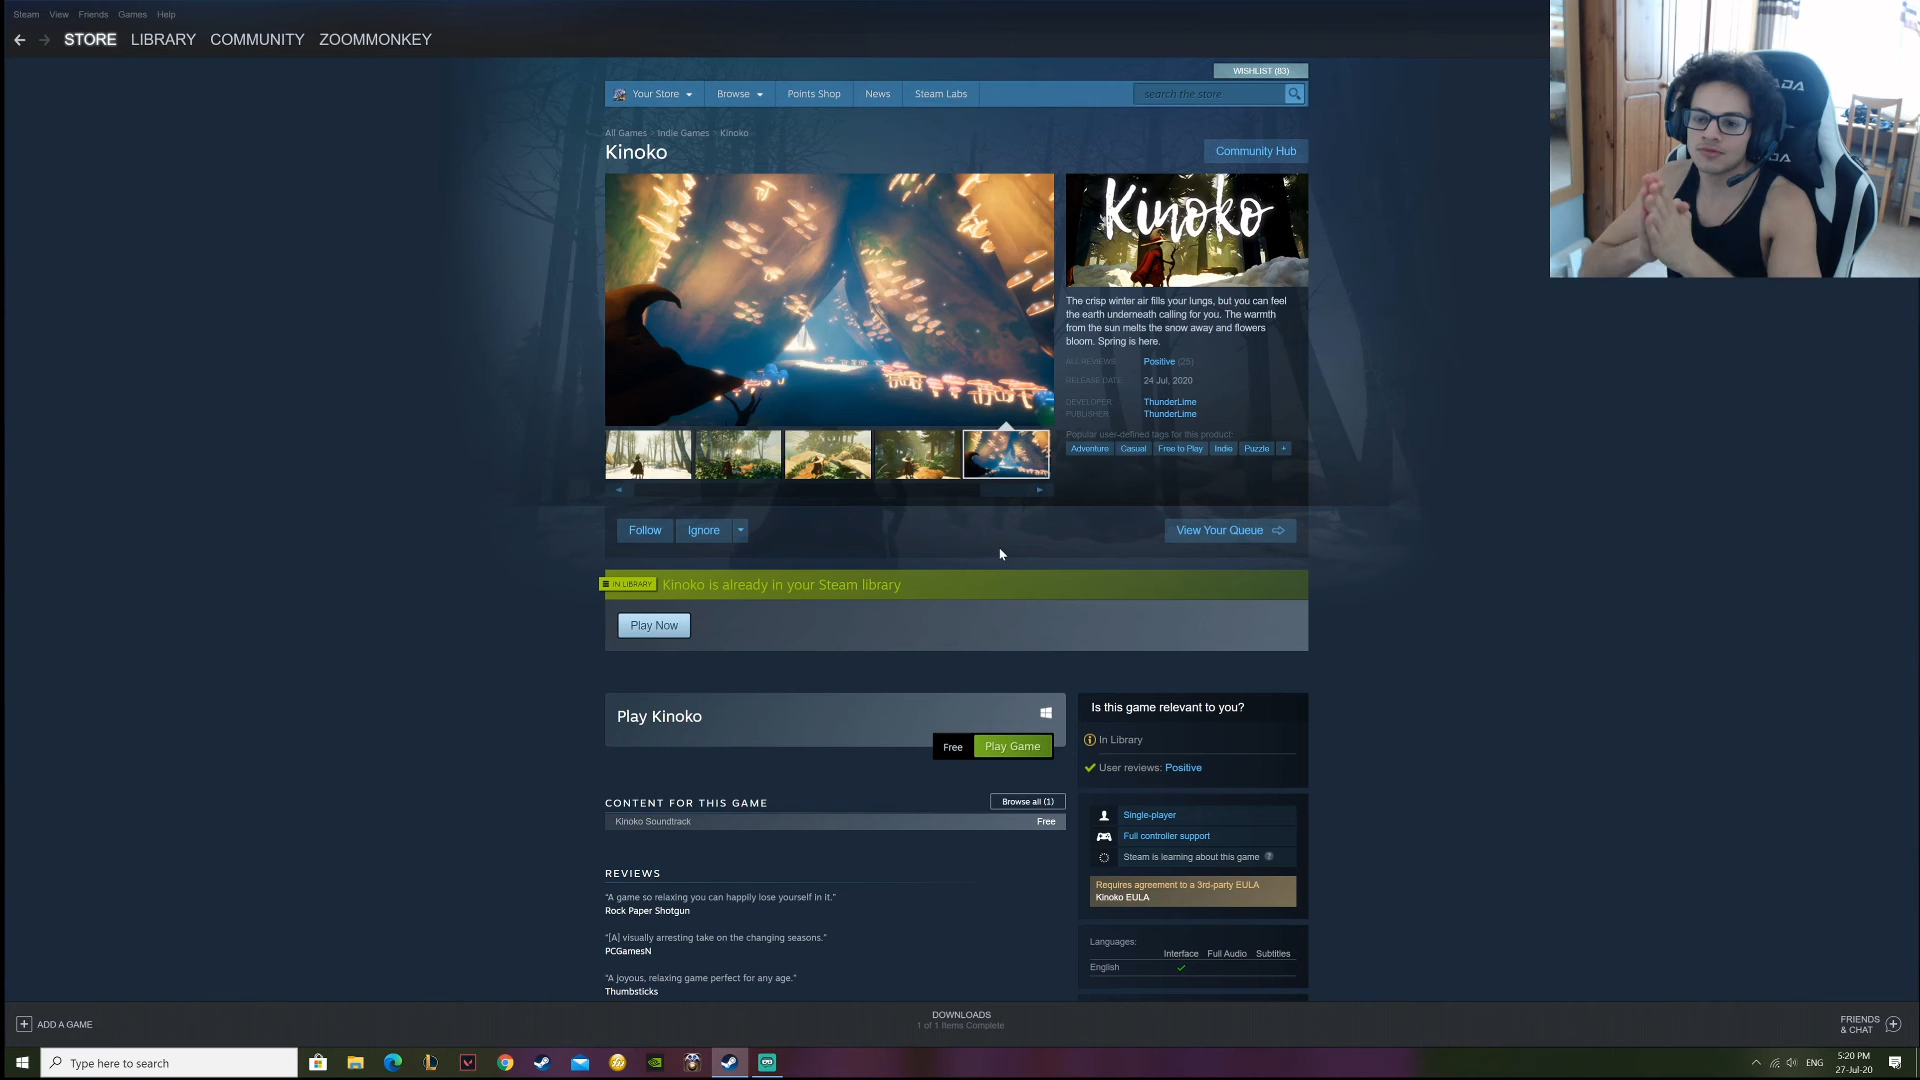 Steam View Friends Games Help
STORE LIBRARY COMMUNITY ZOOMMONKEY
WISHLIST (83)
Your Store Browse Points Shop News Steam Labs search the store
All Games > Indie Games > Kinoko
Kinoko
Community Hub
Kinoko
The crisp winter air fills your lungs, but you can feel
the earth underneath calling for you. The warmth
from the sun melts the snow away and flowers
bloom. Spring is here.
ALL REVIEWS: Positive (25)
RELEASE DATE: 24 Jul, 2020
DEVELOPER: ThunderLime
PUBLISHER: ThunderLime
Popular user-defined tags for this product:
Adventure Casual Free to Play Indie Puzzle +
Follow Ignore View Your Queue
IN LIBRARY Kinoko is already in your Steam library
Play Now
Play Kinoko
Free Play Game
CONTENT FOR THIS GAME Browse all (1)
Kinoko Soundtrack Free
REVIEWS
“A game so relaxing you can happily lose yourself in it.”
Rock Paper Shotgun
“[A] visually arresting take on the changing seasons.”
PCGamesN
“A joyous, relaxing game perfect for any age.”
Thumbsticks
Is this game relevant to you?
In Library
User reviews: Positive
Single-player
Full controller support
Steam is learning about this game ?
Requires agreement to a 3rd-party EULA
Kinoko EULA
Languages:
Interface Full Audio Subtitles
English ✓
ADD A GAME
DOWNLOADS
1 of 1 Items Complete
FRIENDS
& CHAT
Type here to search
ENG
5:20 PM
27-Jul-20